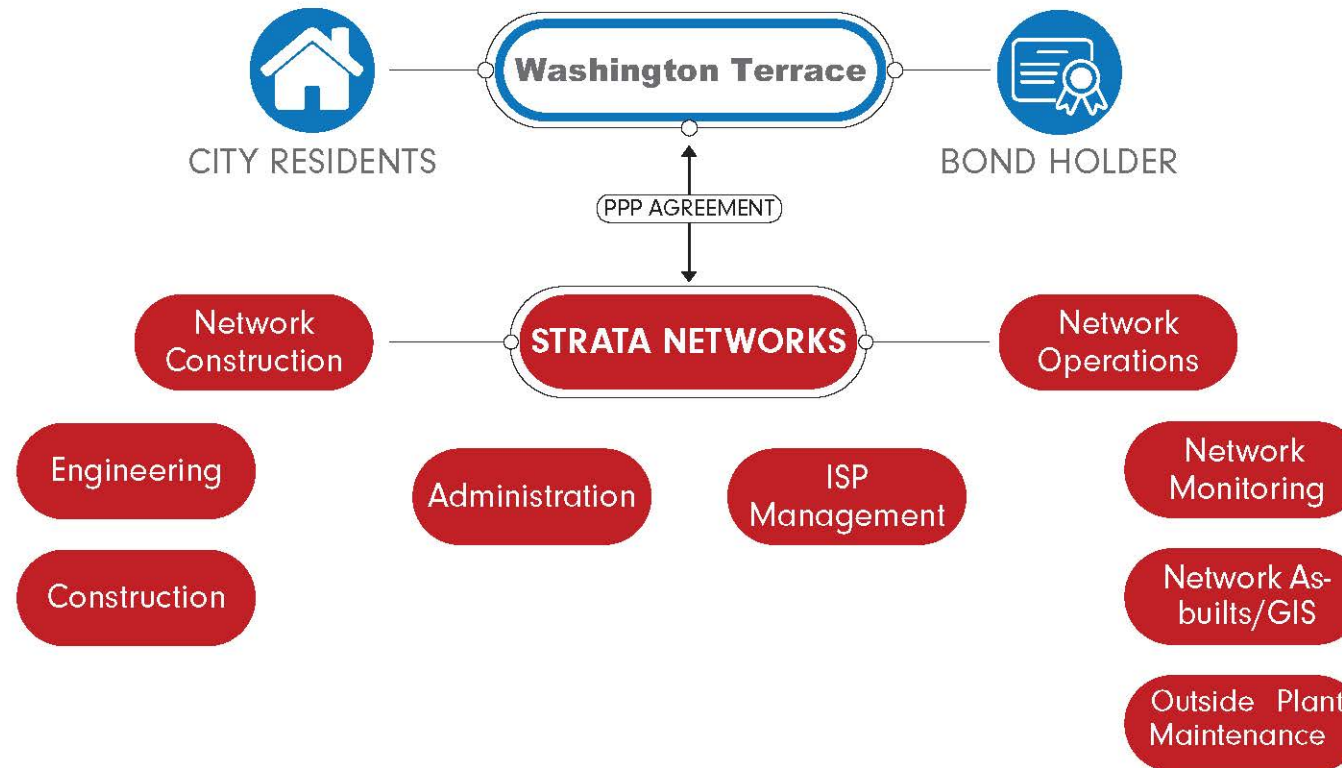 Washington Terrace
CITY RESIDENTS
BOND HOLDER
PPP AGREEMENT
Network
Construction
STRATA NETWORKS
Network
Operations
Engineering
Administration
ISP
Management
Network
Monitoring
Construction
Network As-
builts/GIS
Outside Plant
Maintenance